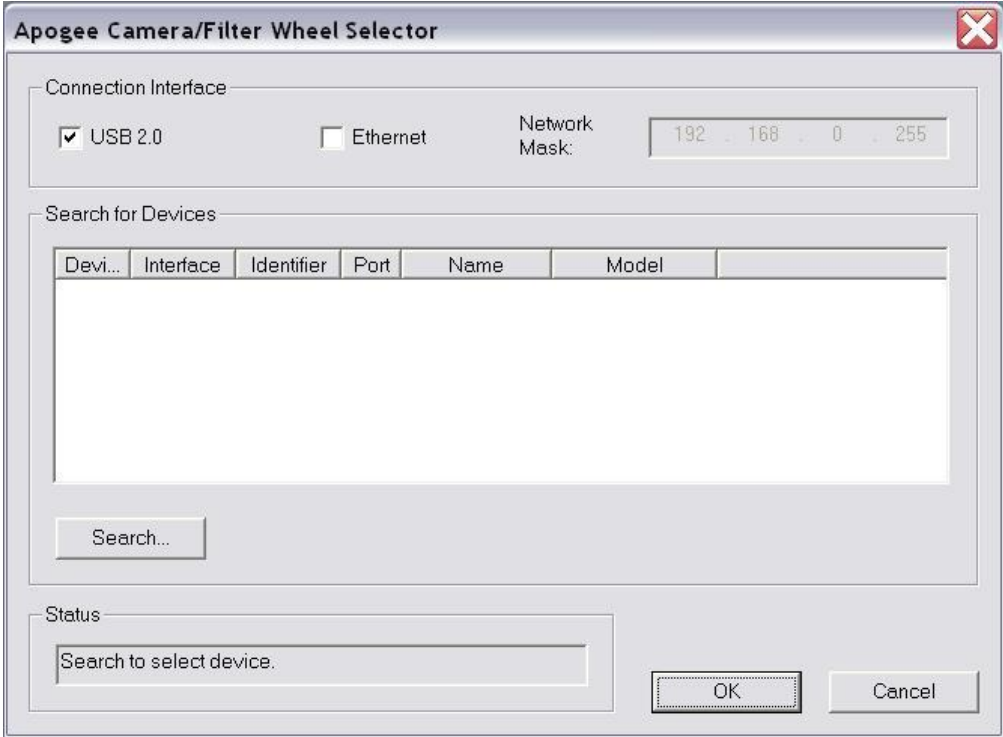 Apogee Camera/Filter Wheel Selector
Connection Interface
USB 2.0
Ethernet
Network
Mask:
192 . 168 . 0 . 255
Search for Devices
Devi... Interface Identifier Port Name Model
Search...
Status
Search to select device.
OK
Cancel